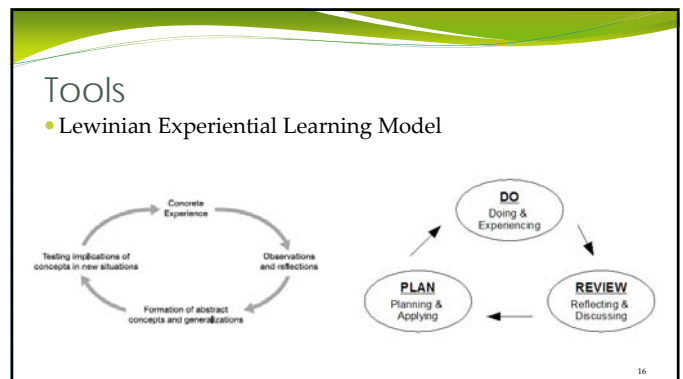 Tools
• Lewinian Experiential Learning Model
Concrete
Experience
Observations
and reflections
Formation of abstract
concepts and generalizations
Testing implications of
concepts in new situations
DO
Doing &
Experiencing
REVIEW
Reflecting &
Discussing
PLAN
Planning &
Applying
16